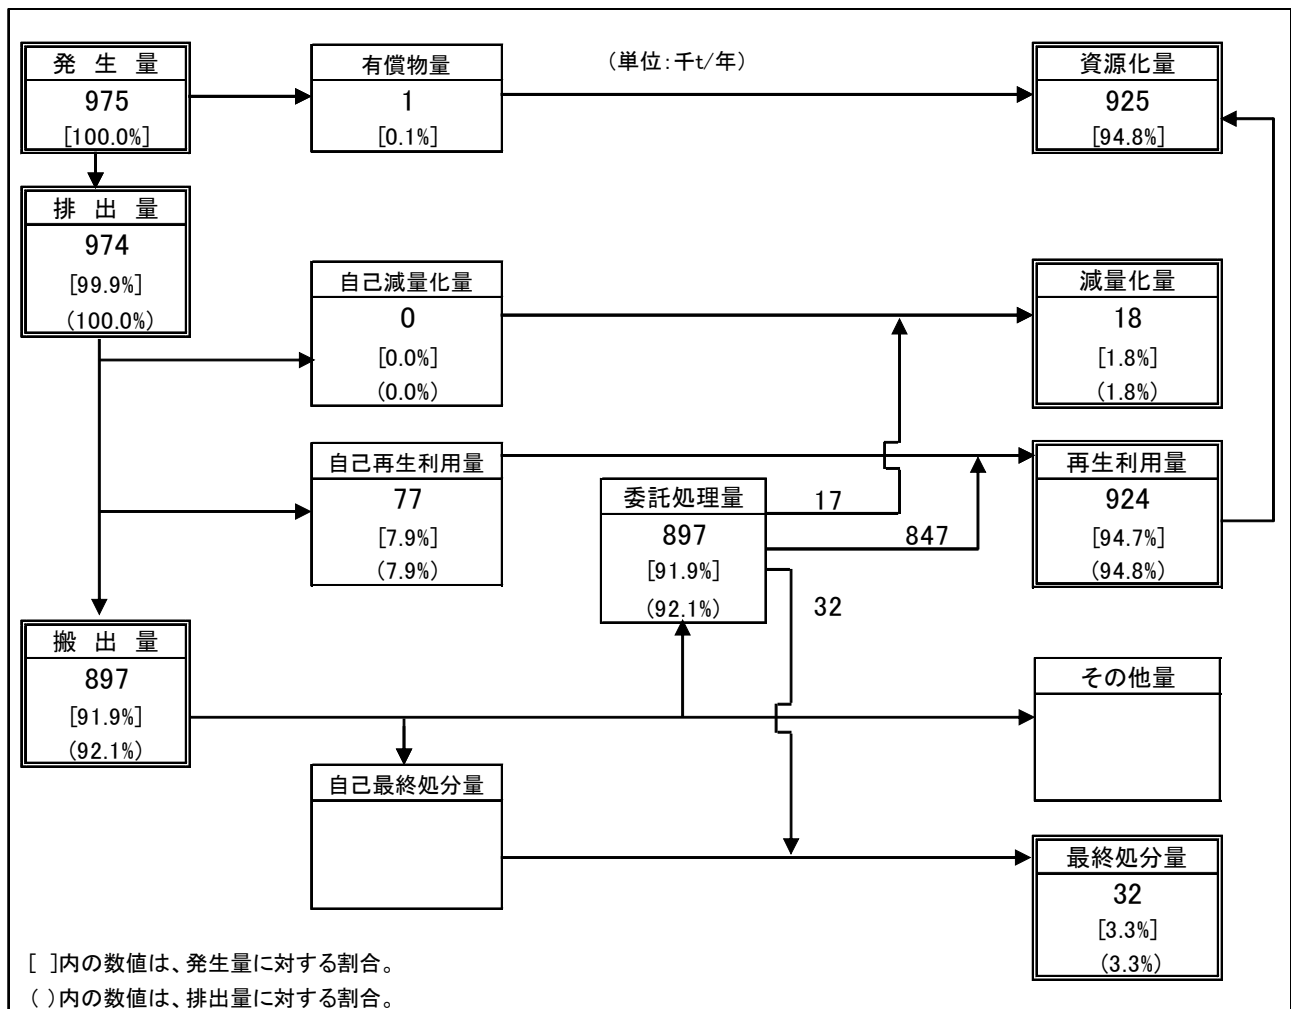 発 生 量
975
[100.0%]
有償物量
1
[0.1%]
(単位:千t/年)
資源化量
925
[94.8%]
排 出 量
974
[99.9%]
(100.0%)
自己減量化量
0
[0.0%]
(0.0%)
減量化量
18
[1.8%]
(1.8%)
自己再生利用量
77
[7.9%]
(7.9%)
委託処理量
897
[91.9%]
(92.1%)
17
847
32
再生利用量
924
[94.7%]
(94.8%)
搬 出 量
897
[91.9%]
(92.1%)
その他量
自己最終処分量
最終処分量
32
[3.3%]
(3.3%)
[ ]内の数値は、発生量に対する割合。
( )内の数値は、排出量に対する割合。